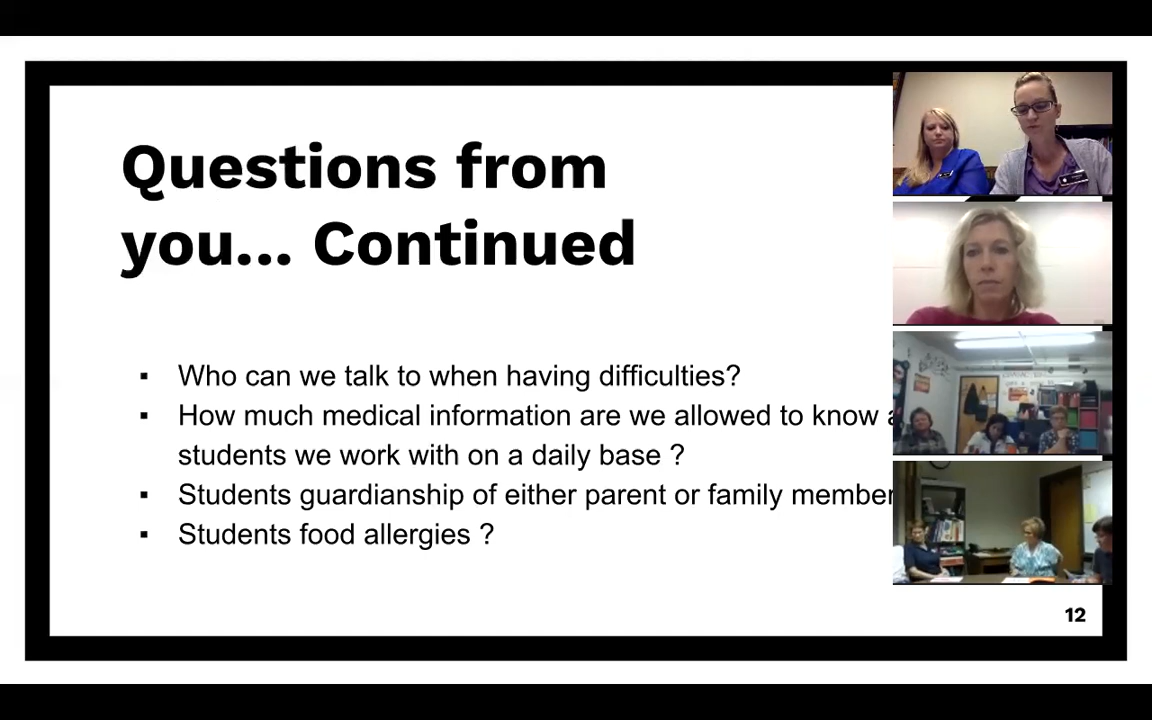 Questions from
you... Continued
▪ Who can we talk to when having difficulties?
▪ How much medical information are we allowed to know
students we work with on a daily base ?
▪ Students guardianship of either parent or family member
▪ Students food allergies ?
12